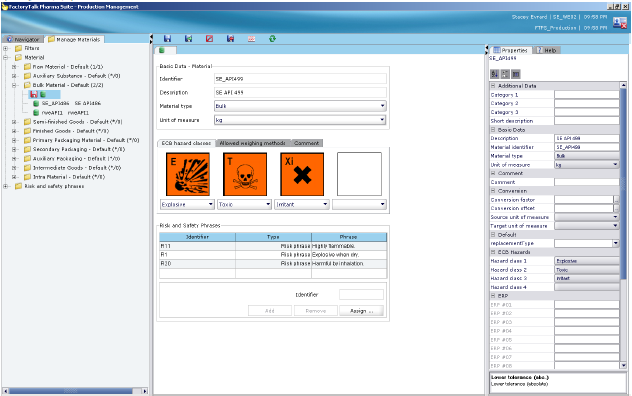 FactoryTalk Pharma Suite - Production Management
Stacey Evrard | SE_WE02 | 09:58 PM
FTPS_Production | 09:58 PM
Navigator
Manage Materials
Filters
Material
Raw Material - Default (1/1)
Auxiliary Substance - Default (*/0)
Bulk Material - Default (2/2)
SE_API486 SE API486
Semi-finished Goods - Default (*/0)
Finished Goods - Default (*/0)
Primary Packaging Material - Default (*/0)
Secondary Packaging - Default (*/0)
Auxiliary Packaging - Default (*/0)
Intermediate Goods - Default (*/0)
Intra Material - Default (*/0)
Risk and safety phrases
Basic Data - Material
Identifier
SE_API499
Description
SE API 499
Material type
Bulk
Unit of measure
kg
ECB hazard classes
Allowed weighing methods
Comment
E
T
Xi
Explosive
Toxic
Irritant
Risk and Safety Phrases
Identifier Type Phrase
R11 Risk phrase Highly flammable.
R1 Risk phrase Explosive when dry.
R20 Risk phrase Harmful by inhalation.
Identifier
Add
Remove
Assign ...
Properties
Help
SE_API499
Additional Data
Category 1
Category 2
Category 3
Short description
Basic Data
Description SE API499
Material identifier SE_API499
Material type Bulk
Unit of measure kg
Comment
Comment
Conversion
Conversion factor
Conversion offset
Source unit of measure
Target unit of measure
Default
replacementType
ECB Hazards
Hazard class 1 Explosive
Hazard class 2 Toxic
Hazard class 3 Irritant
Hazard class 4
ERP
ERP #01
ERP #02
ERP #03
ERP #04
ERP #05
ERP #06
ERP #07
ERP #08
Lower tolerance (abs.)
Lower tolerance (absolute)